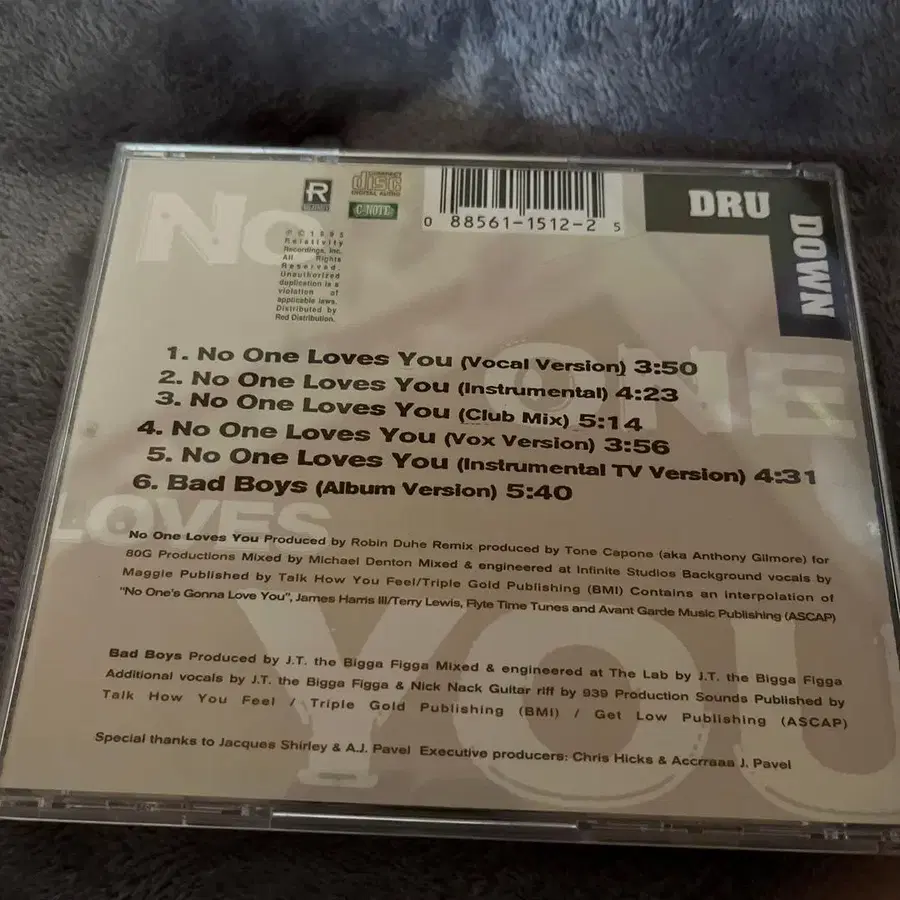 No
R
RECORDS
COMPACT
disc
DIGITAL AUDIO
C-NOTE
0 88561-1512-2 5
DRU
DOWN
℗ © 1995
Relativity
Recordings, Inc.
All Rights
Reserved.
Unauthorized
duplication is a
violation of
applicable laws.
Distributed by
Red Distribution.
ONE
1. No One Loves You (Vocal Version) 3:50
2. No One Loves You (Instrumental) 4:23
3. No One Loves You (Club Mix) 5:14
4. No One Loves You (Vox Version) 3:56
5. No One Loves You (Instrumental TV Version) 4:31
6. Bad Boys (Album Version) 5:40
LOVES
No One Loves You Produced by Robin Duhe Remix produced by Tone Capone (aka Anthony Gilmore) for
80G Productions Mixed by Michael Denton Mixed & engineered at Infinite Studios Background vocals by
Maggie Published by Talk How You Feel/Triple Gold Publishing (BMI) Contains an interpolation of
"No One's Gonna Love You", James Harris III/Terry Lewis, Flyte Time Tunes and Avant Garde Music Publishing (ASCAP)
YOU
Bad Boys Produced by J.T. the Bigga Figga Mixed & engineered at The Lab by J.T. the Bigga Figga
Additional vocals by J.T. the Bigga Figga & Nick Nack Guitar riff by 939 Production Sounds Published by
Talk How You Feel / Triple Gold Publishing (BMI) / Get Low Publishing (ASCAP)
Special thanks to Jacques Shirley & A.J. Pavel Executive producers: Chris Hicks & Accrraaa J. Pavel